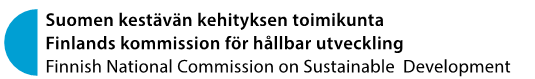 Suomen kestävän kehityksen toimikunta
Finlands kommission för hållbar utveckling
Finnish National Commission on Sustainable Development